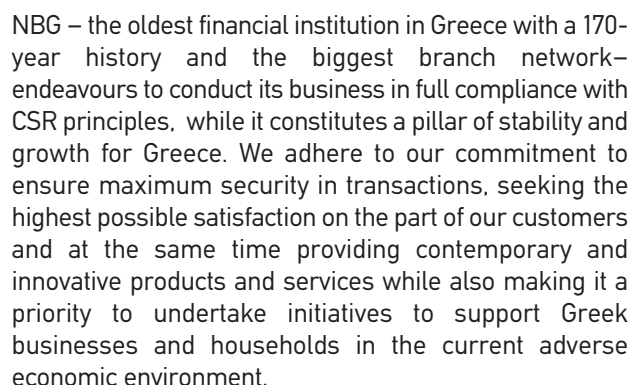 NBG – the oldest financial institution in Greece with a 170-
year history and the biggest branch network–
endeavours to conduct its business in full compliance with
CSR principles, while it constitutes a pillar of stability and
growth for Greece. We adhere to our commitment to
ensure maximum security in transactions, seeking the
highest possible satisfaction on the part of our customers
and at the same time providing contemporary and
innovative products and services while also making it a
priority to undertake initiatives to support Greek
businesses and households in the current adverse
economic environment.